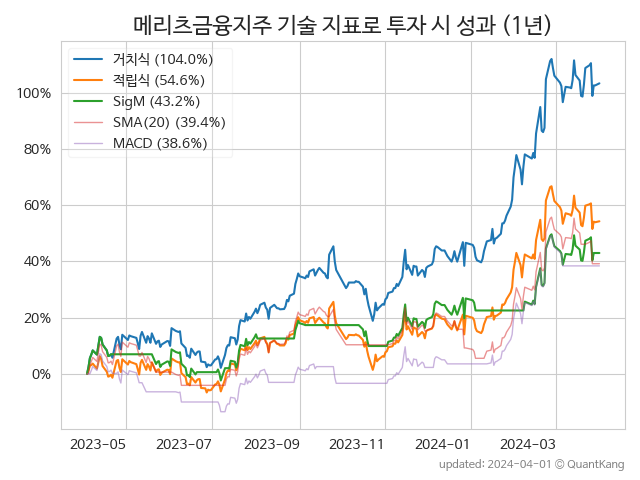 메리츠금융지주 기술 지표로 투자 시 성과 (1년)
거치식 (104.0%)
적립식 (54.6%)
SigM (43.2%)
SMA(20) (39.4%)
MACD (38.6%)
100%
80%
60%
40%
20%
0%
2023-05 2023-07 2023-09 2023-11 2024-01 2024-03
updated: 2024-04-01 © QuantKang